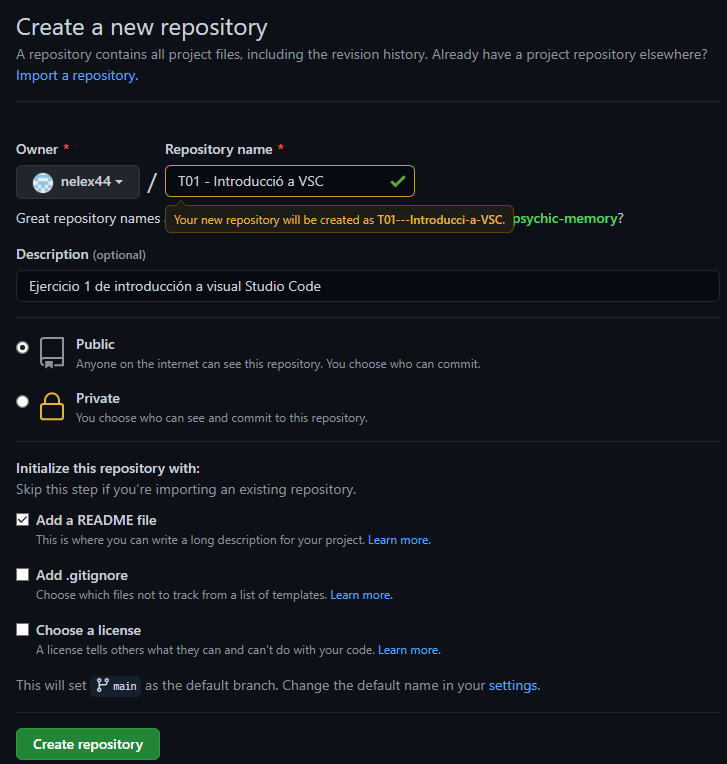 Create a new repository
A repository contains all project files, including the revision history. Already have a project repository elsewhere?
Import a repository.
Owner * Repository name *
nelex44 / T01 - Introducció a VSC
Great repository names psychic-memory?
Your new repository will be created as T01---Introducci-a-VSC.
Description (optional)
Ejercicio 1 de introducción a visual Studio Code
Public
Anyone on the internet can see this repository. You choose who can commit.
Private
You choose who can see and commit to this repository.
Initialize this repository with:
Skip this step if you're importing an existing repository.
Add a README file
This is where you can write a long description for your project. Learn more.
Add .gitignore
Choose which files not to track from a list of templates. Learn more.
Choose a license
A license tells others what they can and can't do with your code. Learn more.
This will set main as the default branch. Change the default name in your settings.
Create repository